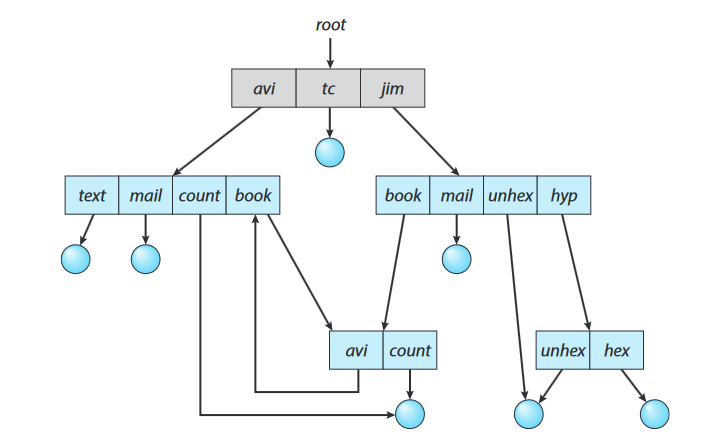 root
avi tc jim
text mail count book book mail unhex hyp
avi count unhex hex